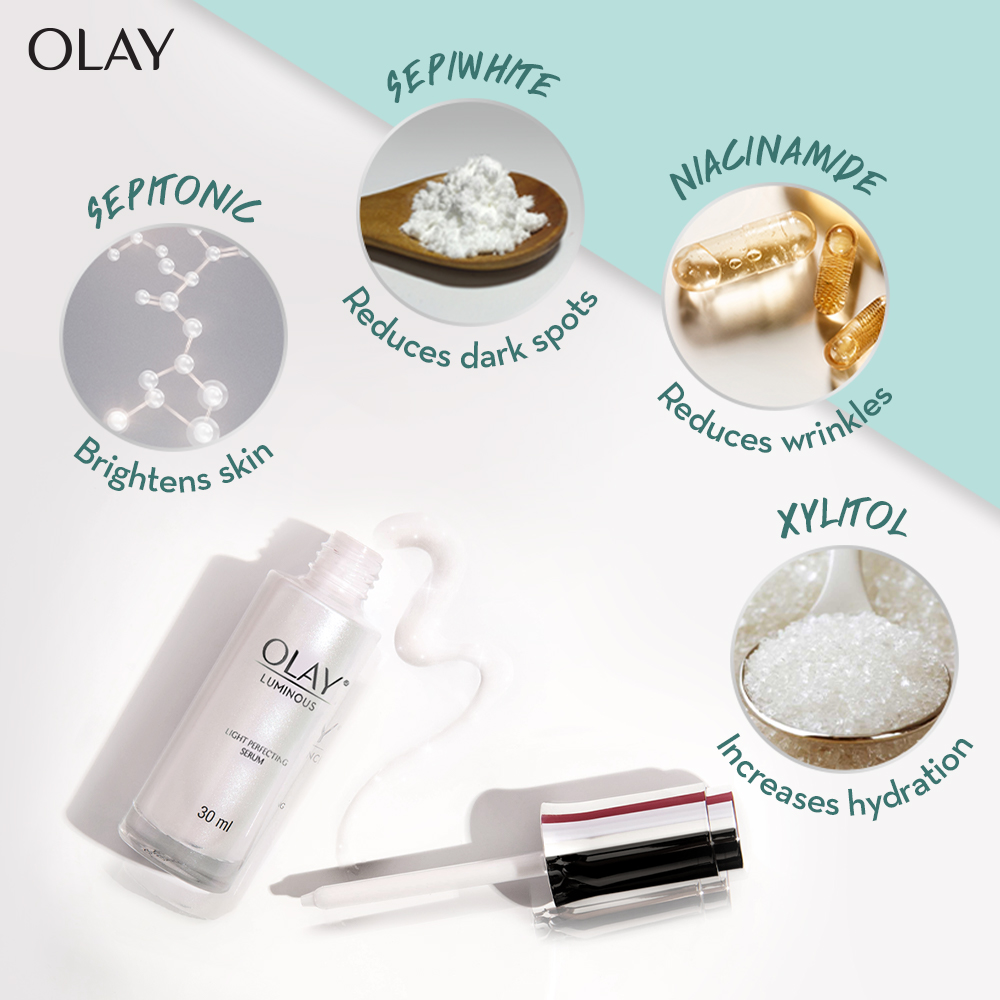 OLAY
SEPITONIC
Brightens skin
SEPIWHITE
Reduces dark spots
NIACINAMIDE
Reduces wrinkles
XYLITOL
Increases hydration
OLAY®
LUMINOUS
LIGHT PERFECTING
SERUM
30 ml